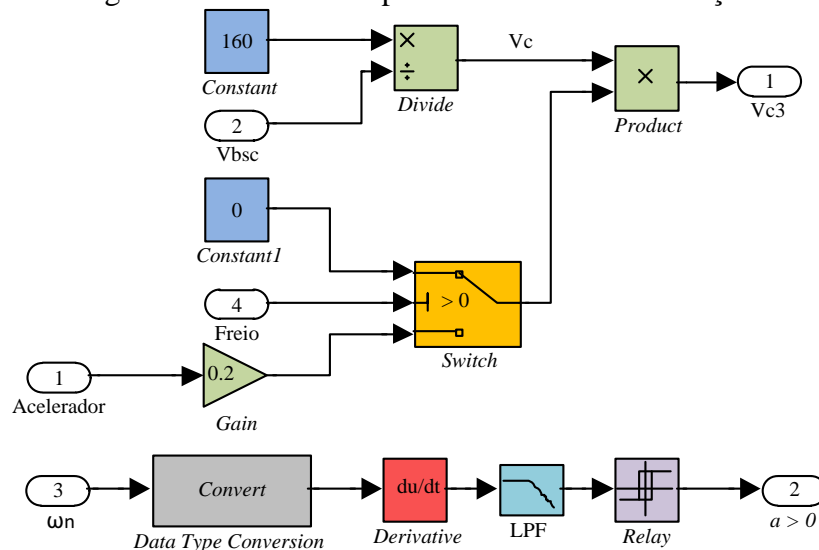 160
×
÷
Constant
Divide
Vc
×
Product
1
Vc3
2
Vbsc
0
Constant1
4
Freio
> 0
Switch
1
Acelerador
0.2
Gain
3
ωn
Convert
Data Type Conversion
du/dt
Derivative
LPF
Relay
2
a > 0